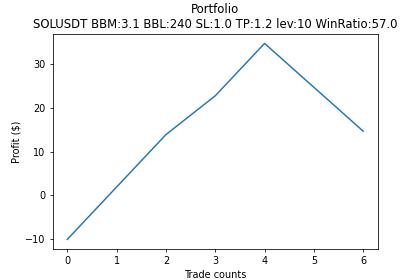 Portfolio
SOLUSDT BBM:3.1 BBL:240 SL:1.0 TP:1.2 lev:10 WinRatio:57.0
Profit ($)
30
20
10
0
−10
0 1 2 3 4 5 6
Trade counts